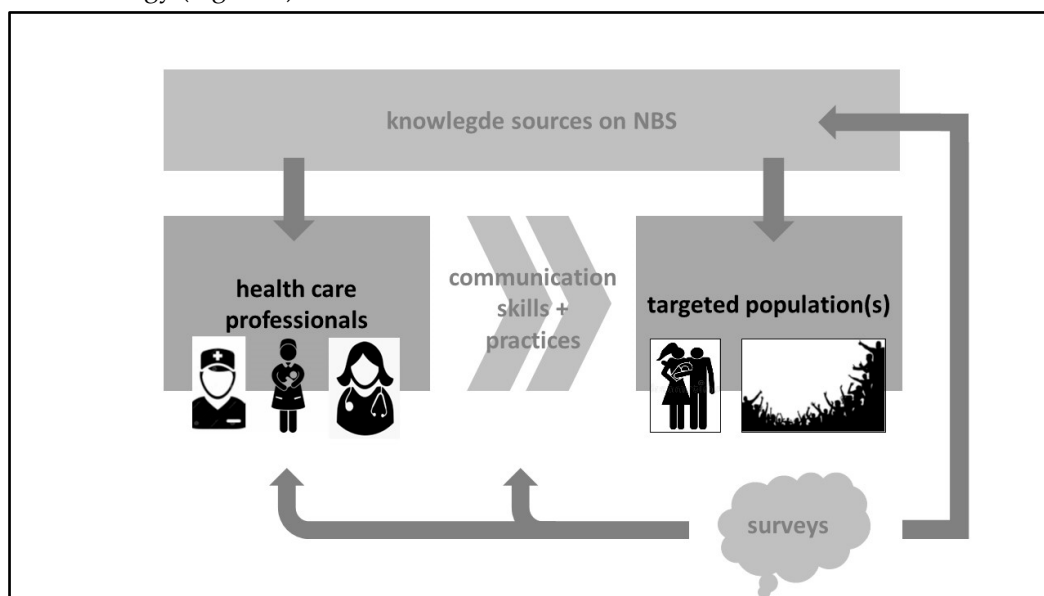 knowlegde sources on NBS
health care
professionals
communication
skills +
practices
targeted population(s)
surveys